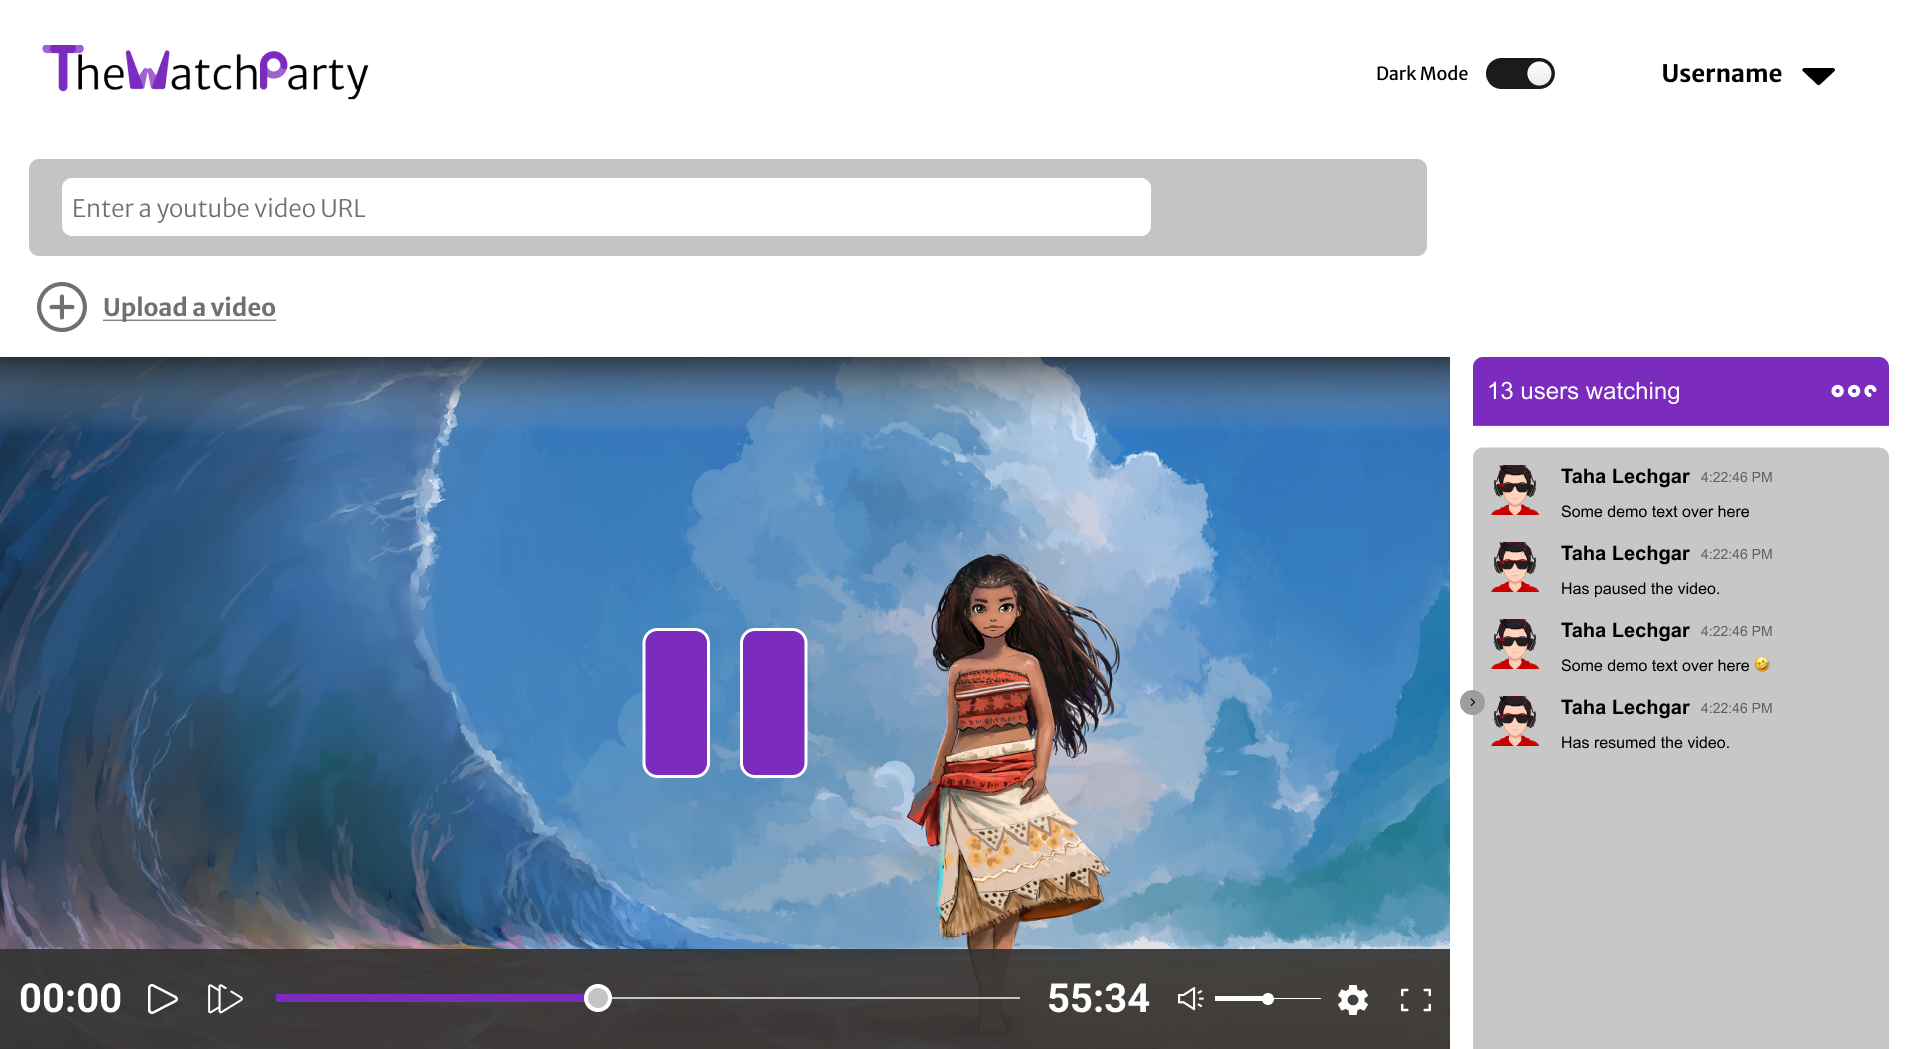 TheWatchParty
Dark Mode
Username
Enter a youtube video URL
Upload a video
13 users watching
Taha Lechgar 4:22:46 PM
Some demo text over here
Taha Lechgar 4:22:46 PM
Has paused the video.
Taha Lechgar 4:22:46 PM
Some demo text over here 🤣
Taha Lechgar 4:22:46 PM
Has resumed the video.
00:00
55:34